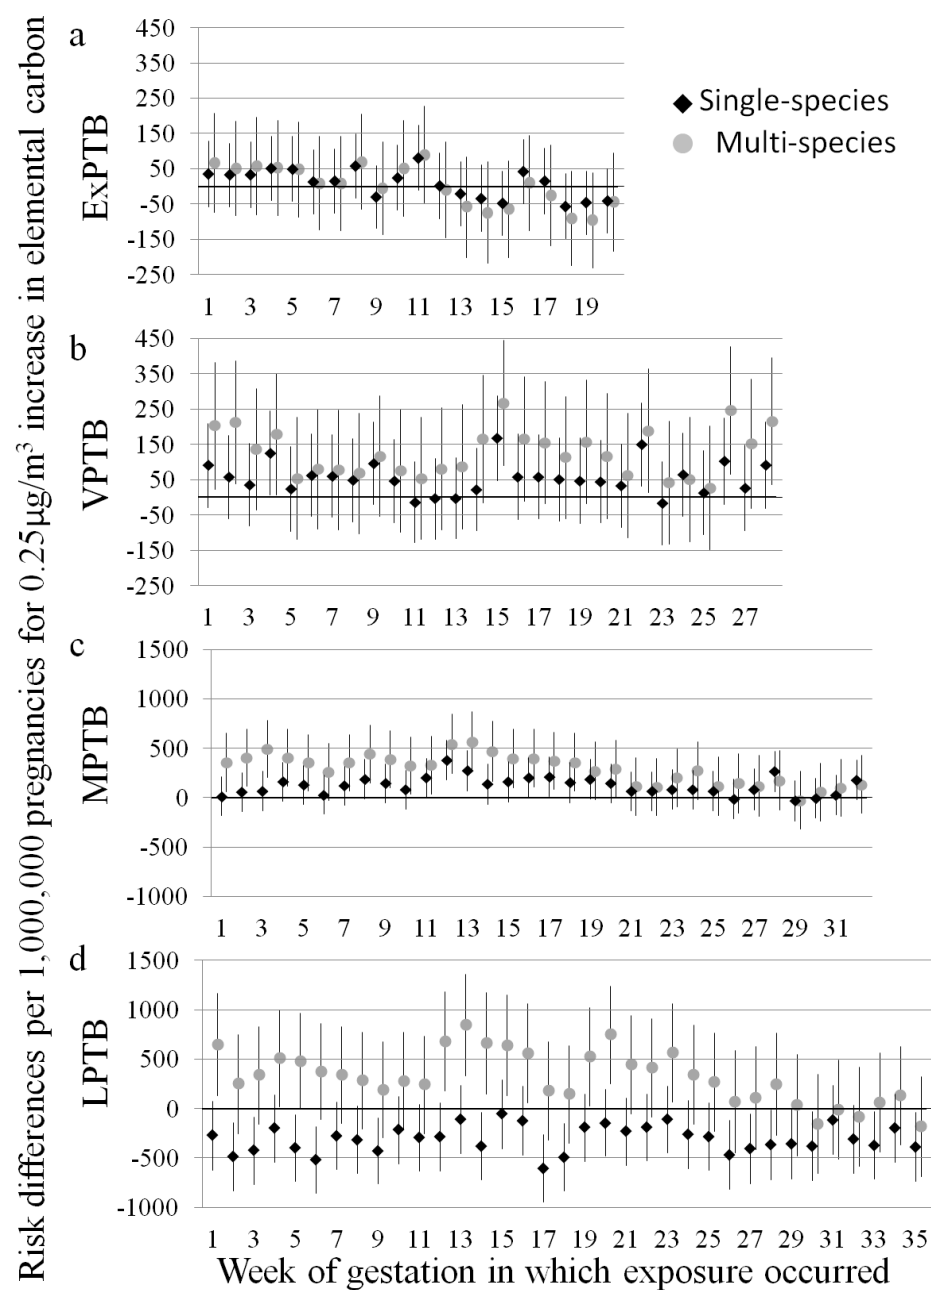 Risk differences per 1,000,000 pregnancies for 0.25µg/m³ increase in elemental carbon
a
ExPTB
450
350
250
150
50
-50
-150
-250
1 3 5 7 9 11 13 15 17 19
Single-species
Multi-species
b
VPTB
450
350
250
150
50
-50
-150
-250
1 3 5 7 9 11 13 15 17 19 21 23 25 27
c
MPTB
1500
1000
500
0
-500
-1000
1 3 5 7 9 11 13 15 17 19 21 23 25 27 29 31
d
LPTB
1500
1000
500
0
-500
-1000
1 3 5 7 9 11 13 15 17 19 21 23 25 27 29 31 33 35
Week of gestation in which exposure occurred